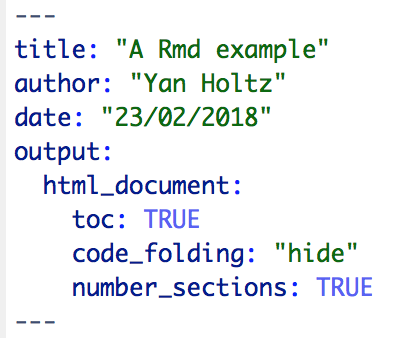 ---
title: "A Rmd example"
author: "Yan Holtz"
date: "23/02/2018"
output:
  html_document:
    toc: TRUE
    code_folding: "hide"
    number_sections: TRUE
---